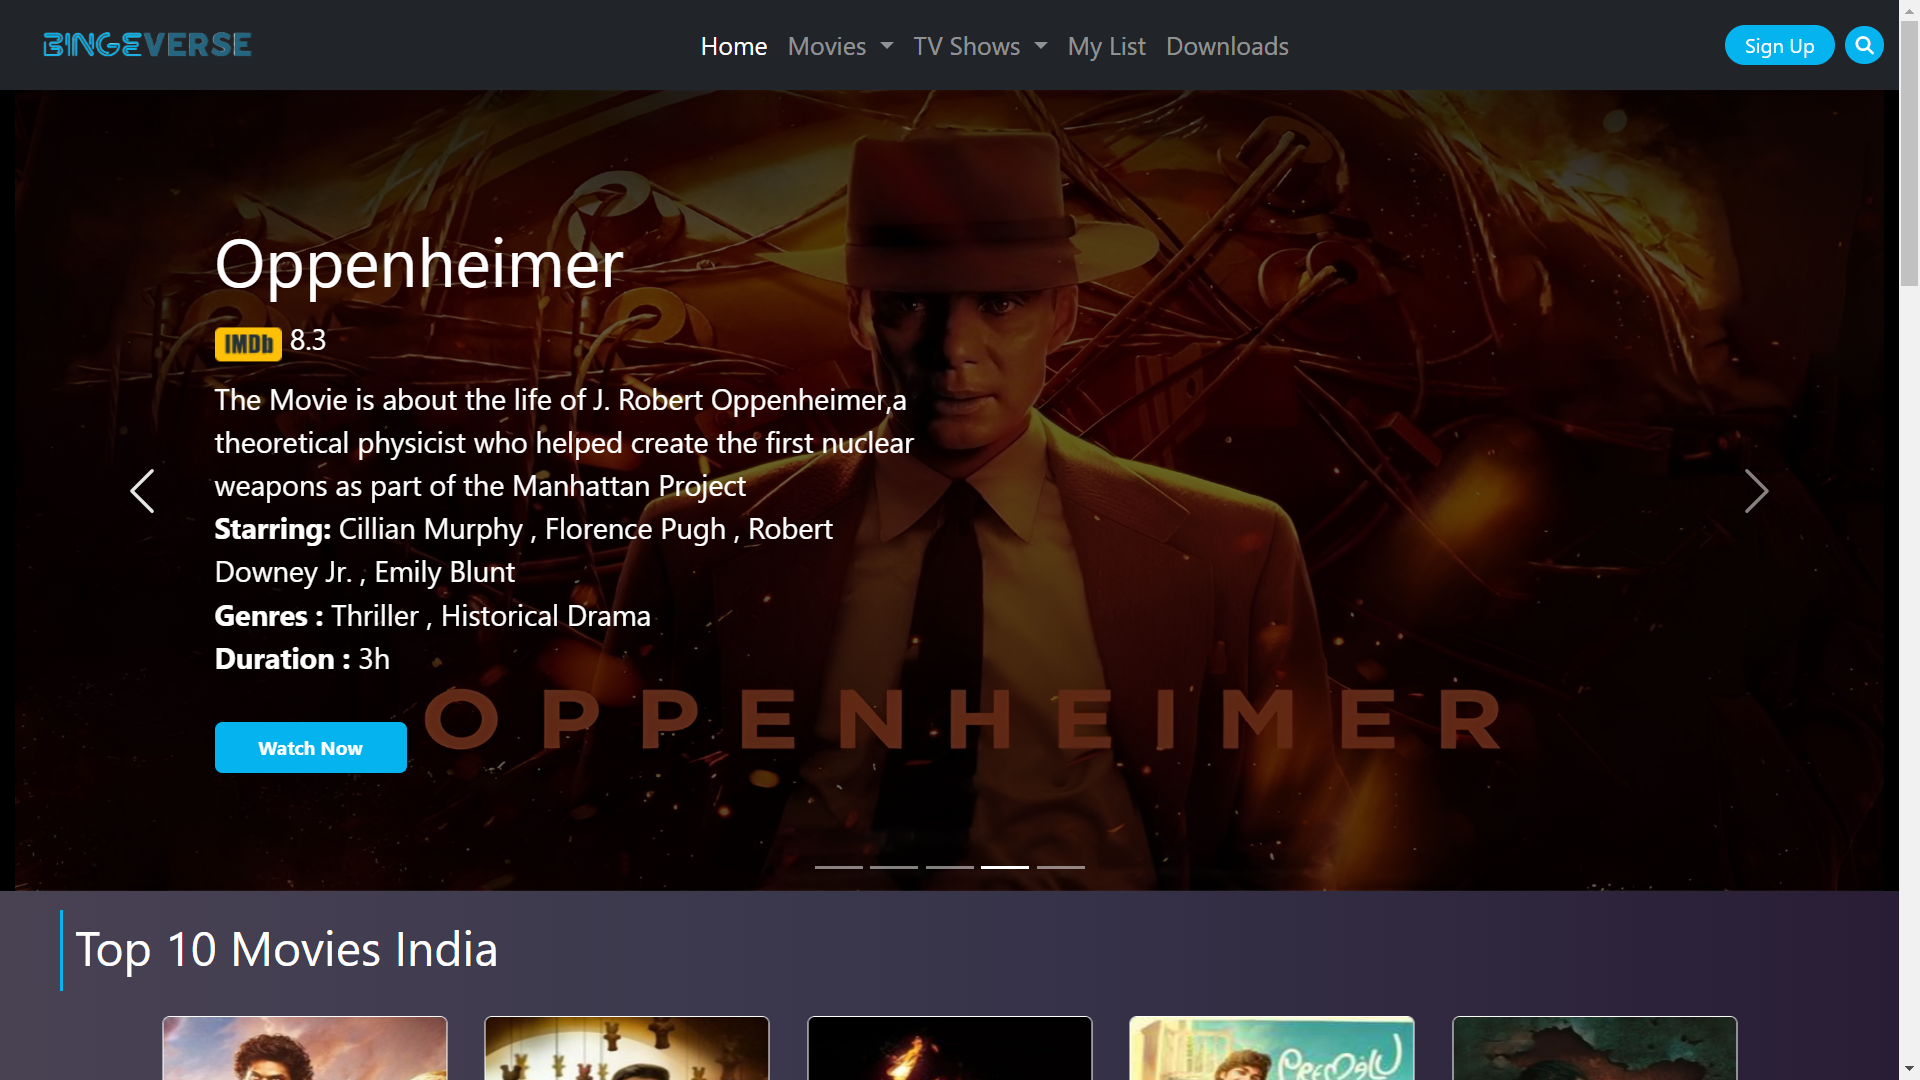 BINGEVERSE
Home Movies TV Shows My List Downloads
Sign Up
Oppenheimer
IMDb 8.3
The Movie is about the life of J. Robert Oppenheimer,a
theoretical physicist who helped create the first nuclear
weapons as part of the Manhattan Project
Starring: Cillian Murphy , Florence Pugh , Robert
Downey Jr. , Emily Blunt
Genres : Thriller , Historical Drama
Duration : 3h
OPPENHEIMER
Watch Now
Top 10 Movies India
പ്രേമലു